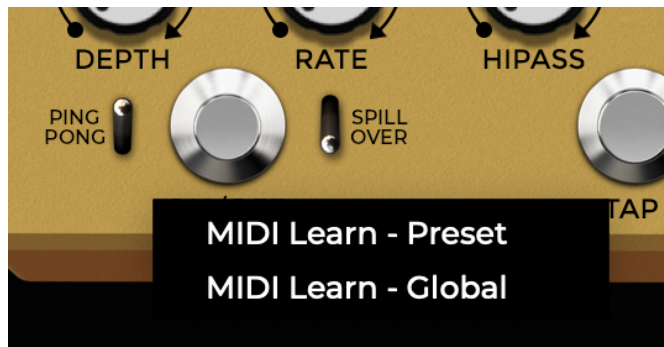 DEPTH
RATE
HIPASS
PING
PONG
SPILL
OVER
TAP
MIDI Learn - Preset
MIDI Learn - Global